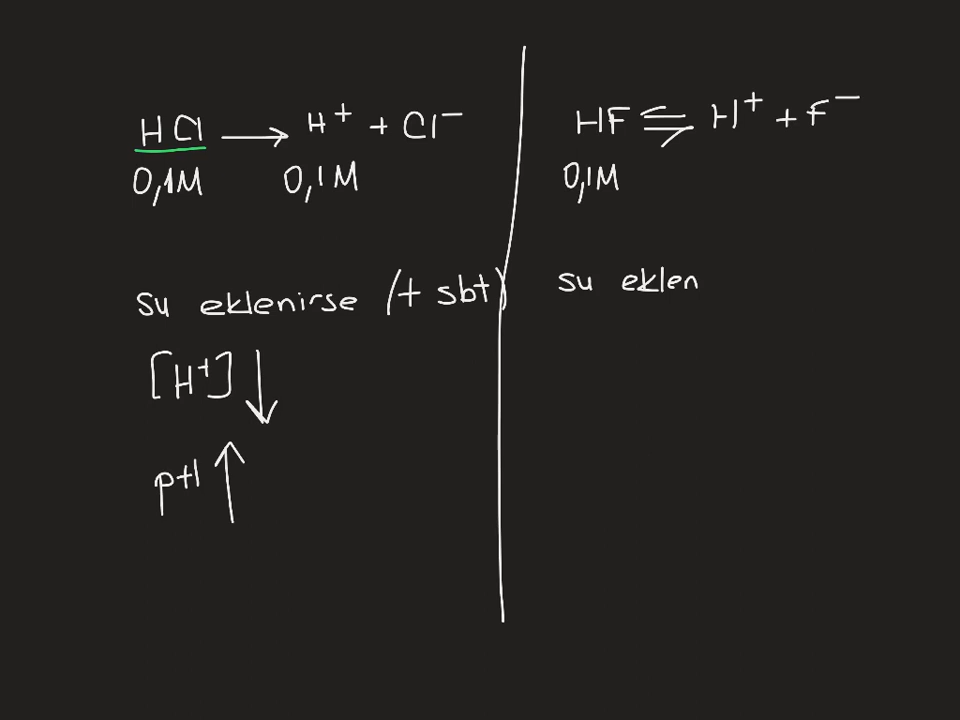 HCl → H⁺ + Cl⁻
0,1M 0,1M
su eklenirse (+ sbt)
[H⁺] ↓
pH ↑
HF ⇌ H⁺ + F⁻
0,1M
su eklen